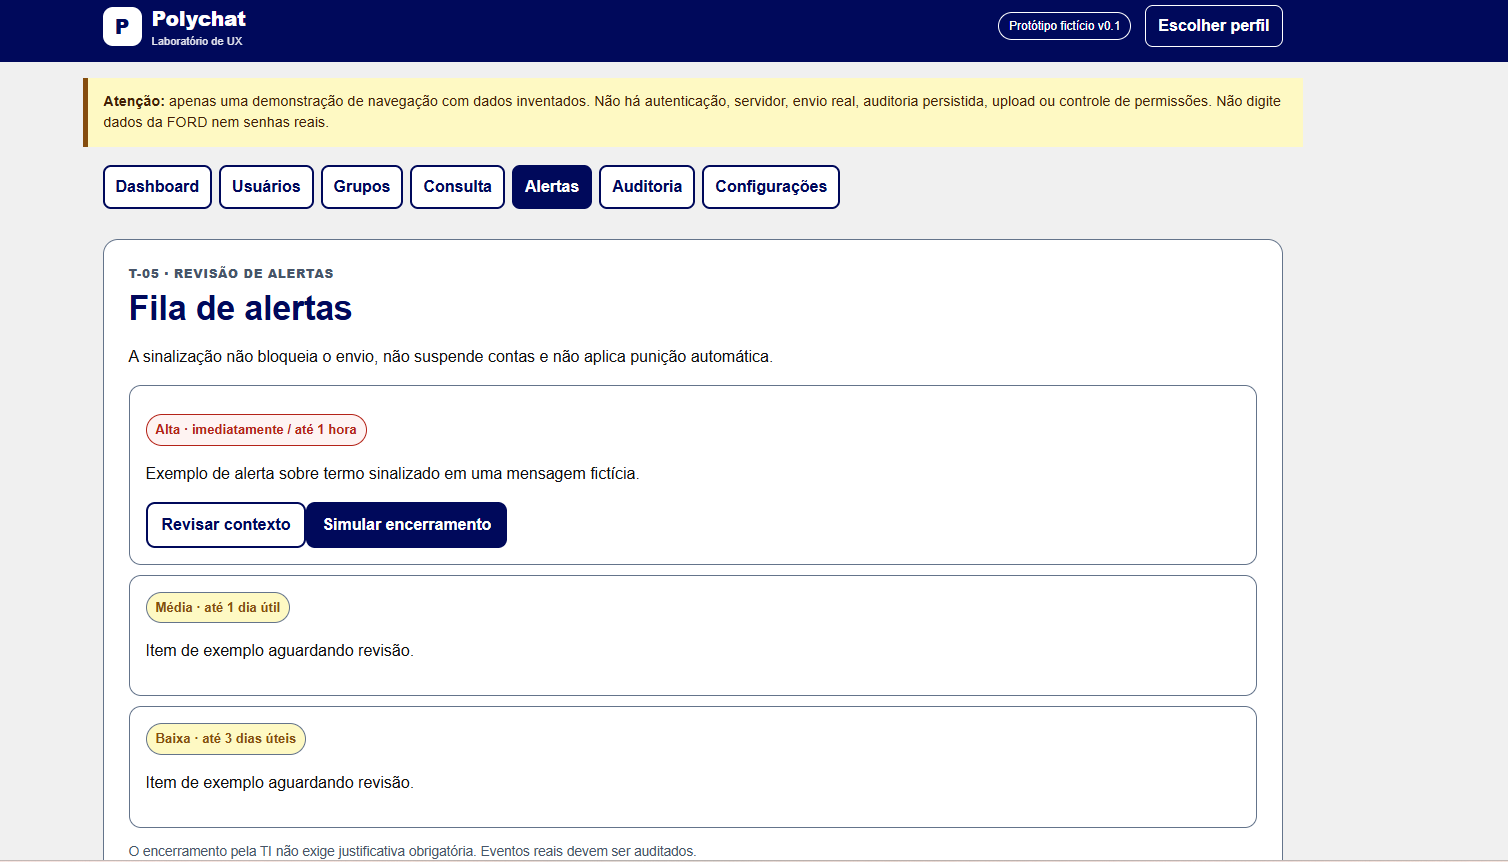 P
Polychat
Laboratório de UX
Protótipo fictício v0.1
Escolher perfil
Atenção: apenas uma demonstração de navegação com dados inventados. Não há autenticação, servidor, envio real, auditoria persistida, upload ou controle de permissões. Não digite
dados da FORD nem senhas reais.
Dashboard
Usuários
Grupos
Consulta
Alertas
Auditoria
Configurações
T-05 · REVISÃO DE ALERTAS
Fila de alertas
A sinalização não bloqueia o envio, não suspende contas e não aplica punição automática.
Alta · imediatamente / até 1 hora
Exemplo de alerta sobre termo sinalizado em uma mensagem fictícia.
Revisar contexto
Simular encerramento
Média · até 1 dia útil
Item de exemplo aguardando revisão.
Baixa · até 3 dias úteis
Item de exemplo aguardando revisão.
O encerramento pela TI não exige justificativa obrigatória. Eventos reais devem ser auditados.